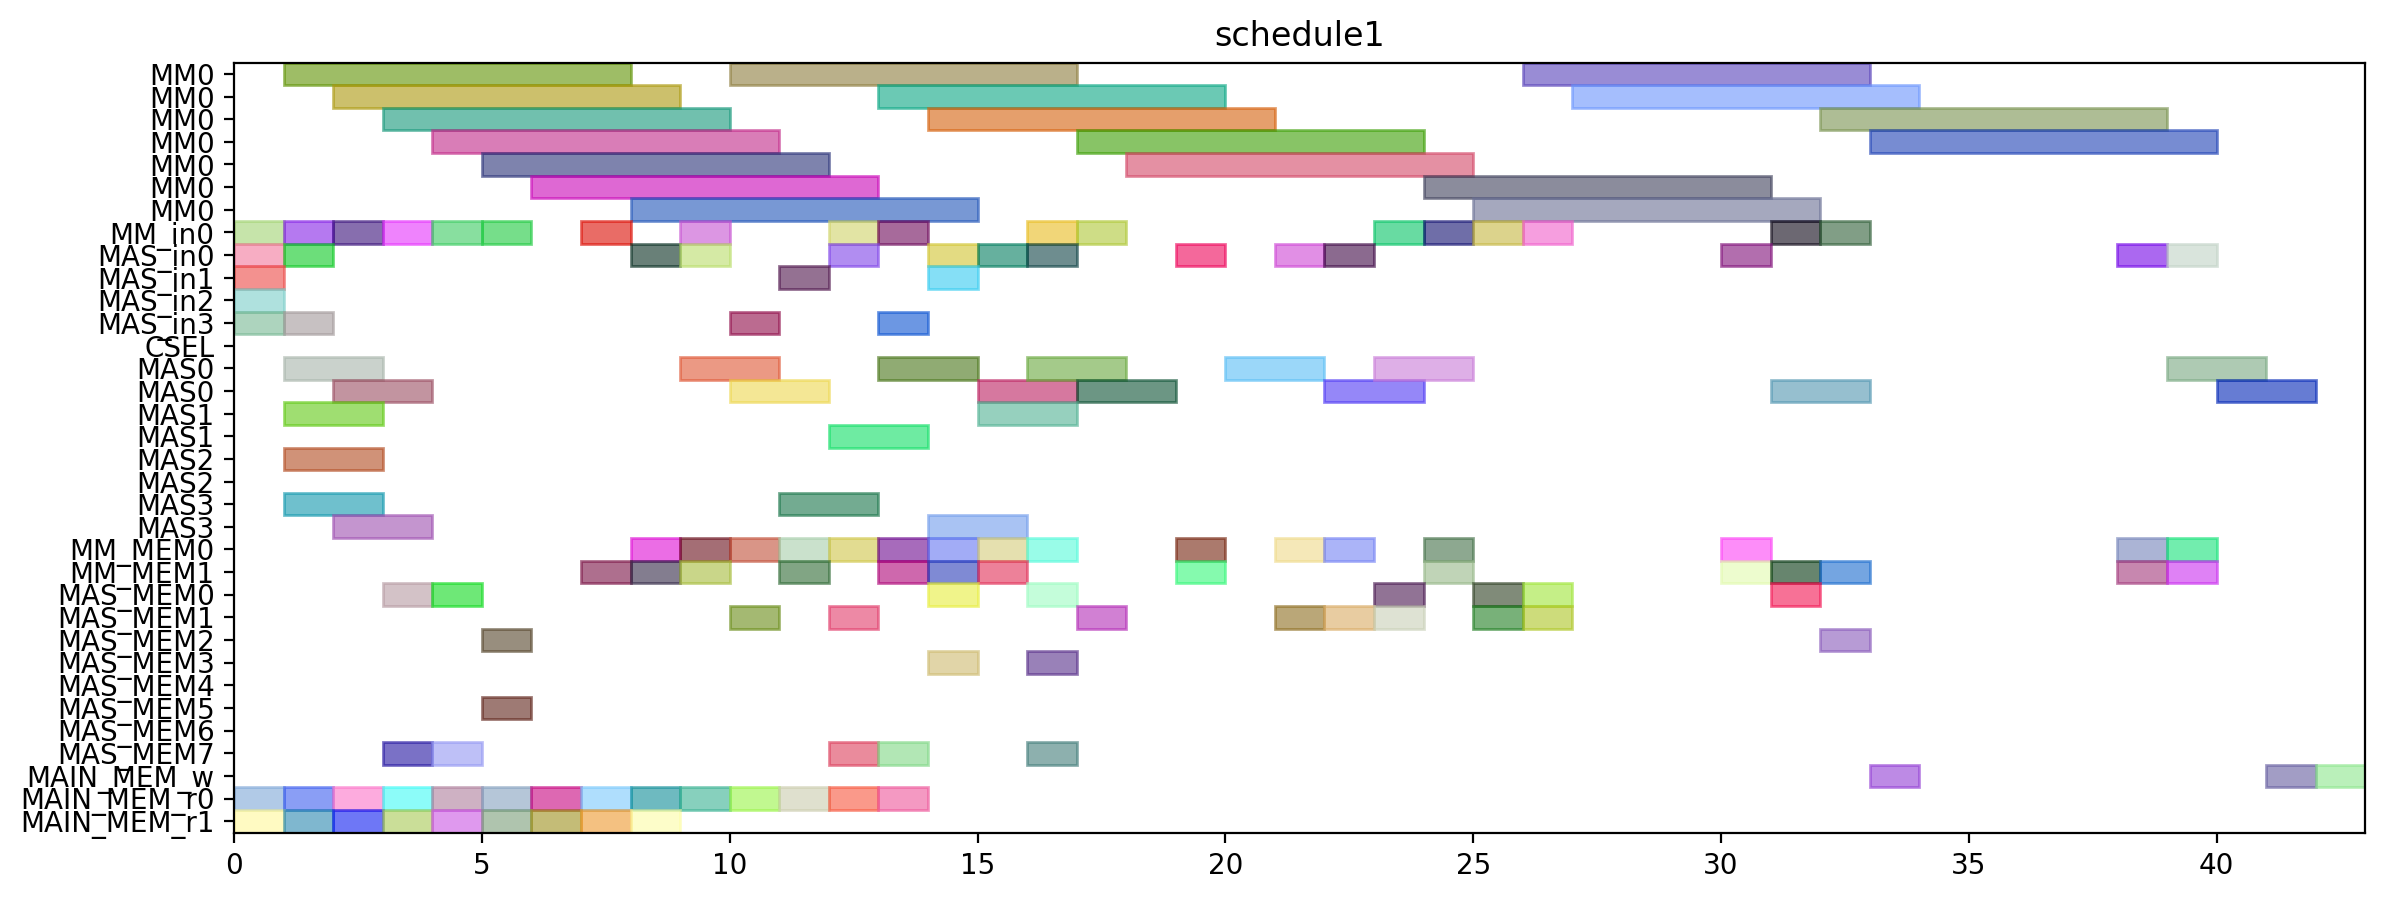 schedule1
MM0
MM0
MM0
MM0
MM0
MM0
MM0
MM_in0
MAS_in0
MAS_in1
MAS_in2
MAS_in3
CSEL
MAS0
MAS0
MAS1
MAS1
MAS2
MAS2
MAS3
MAS3
MM_MEM0
MM_MEM1
MAS_MEM0
MAS_MEM1
MAS_MEM2
MAS_MEM3
MAS_MEM4
MAS_MEM5
MAS_MEM6
MAS_MEM7
MAIN_MEM_w
MAIN_MEM_r0
MAIN_MEM_r1
0 5 10 15 20 25 30 35 40